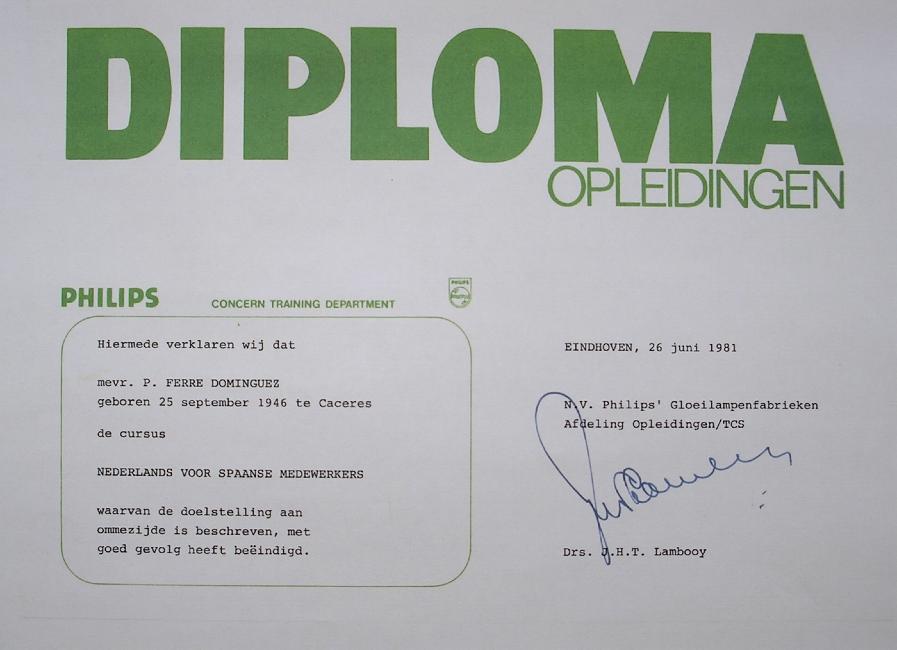 DIPLOMA
OPLEIDINGEN
PHILIPS
CONCERN TRAINING DEPARTMENT
PHILIPS
Hiermede verklaren wij dat
mevr. P. FERRE DOMINGUEZ
geboren 25 september 1946 te Caceres
de cursus
NEDERLANDS VOOR SPAANSE MEDEWERKERS
waarvan de doelstelling aan
ommezijde is beschreven, met
goed gevolg heeft beëindigd.
EINDHOVEN, 26 juni 1981
N.V. Philips' Gloeilampenfabrieken
Afdeling Opleidingen/TCS
Drs. J.H.T. Lambooy